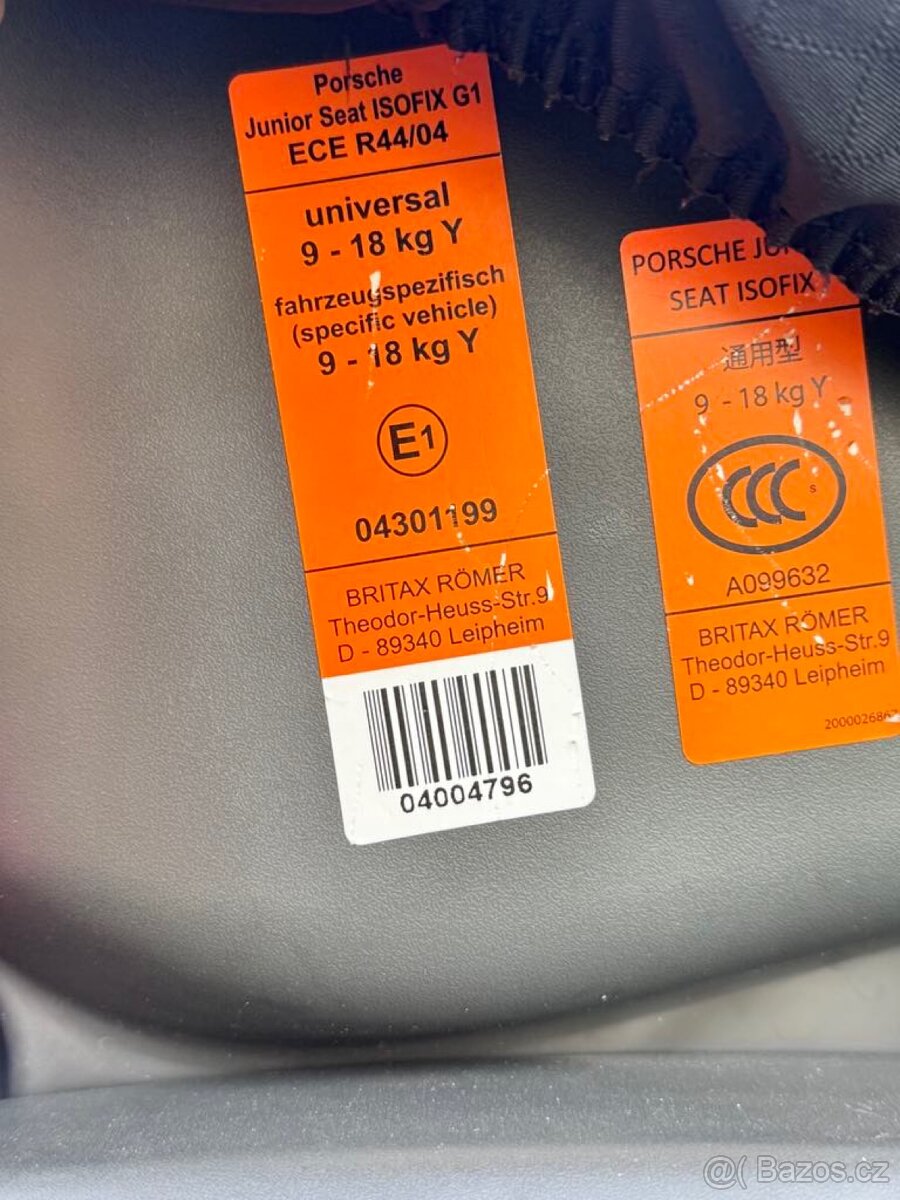 Porsche
Junior Seat ISOFIX G1
ECE R44/04
universal
9 - 18 kg Y
fahrzeugspezifisch
(specific vehicle)
9 - 18 kg Y
E1
04301199
BRITAX RÖMER
Theodor-Heuss-Str.9
D - 89340 Leipheim
04004796
PORSCHE
SEAT ISOFIX
通用型
9 - 18 kg Y
CCC S
A099632
BRITAX RÖMER
Theodor-Heuss-Str.9
D - 89340 Leipheim
@( Bazos.cz